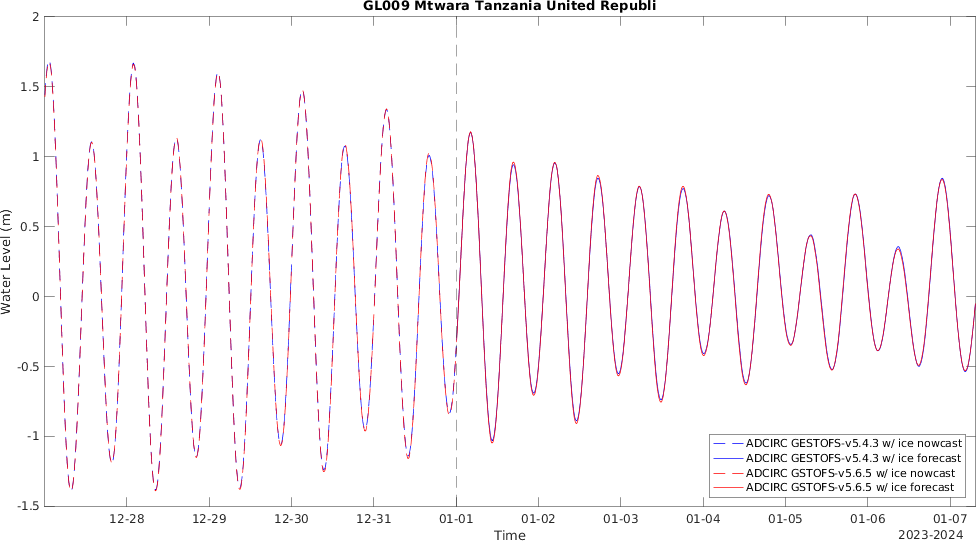 GL009 Mtwara Tanzania United Republi
2
1.5
1
0.5
0
-0.5
-1
-1.5
Water Level (m)
12-28
12-29
12-30
12-31
01-01
01-02
01-03
01-04
01-05
01-06
01-07
Time
2023-2024
ADCIRC GESTOFS-v5.4.3 w/ ice nowcast
ADCIRC GESTOFS-v5.4.3 w/ ice forecast
ADCIRC GSTOFS-v5.6.5 w/ ice nowcast
ADCIRC GSTOFS-v5.6.5 w/ ice forecast